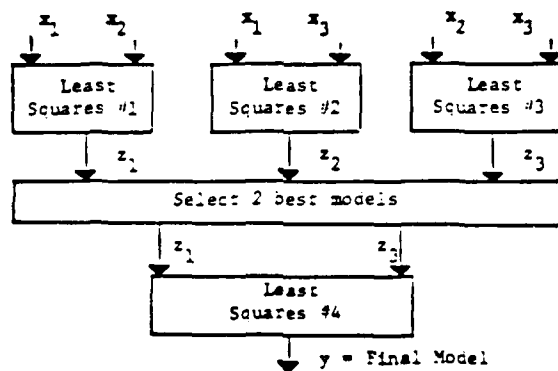 x1 x2 x1 x3 x2 x3
Least Least Least
Squares #1 Squares #2 Squares #3
z1 z2 z3
Select 2 best models
z1 z3
Least
Squares #4
y = Final Model